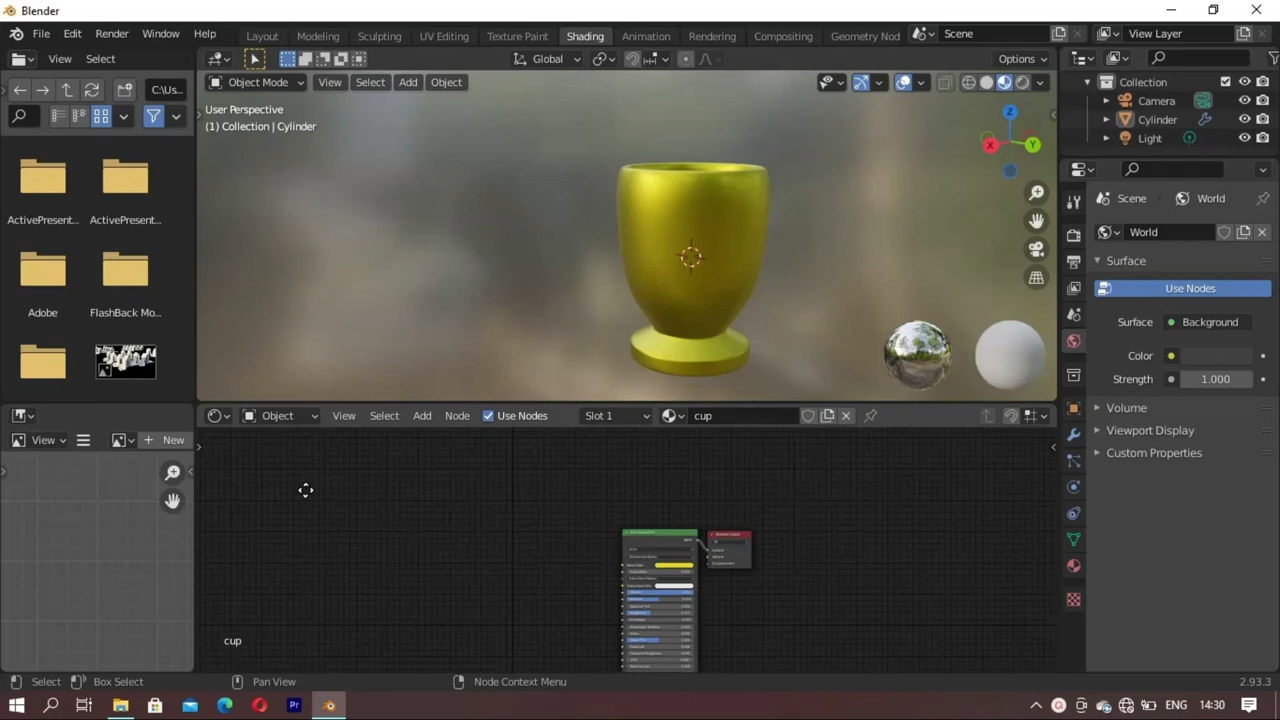 Blender
File Edit Render Window Help
Layout Modeling Sculpting UV Editing Texture Paint Shading Animation Rendering Compositing Geometry Nod
Scene
View Layer
View Select
Global
Options
C:\Us...
Object Mode View Select Add Object
User Perspective
(1) Collection | Cylinder
Z
X
Y
ActivePresent...
ActivePresent...
Adobe
FlashBack Mo...
Collection
Camera
Cylinder
Light
Scene
World
World
Surface
Use Nodes
Surface Background
Color
Strength 1.000
Volume
Viewport Display
Custom Properties
Object View Select Add Node Use Nodes Slot 1 cup
View
New
cup
Select Box Select Pan View Node Context Menu 2.93.3
Pr
ENG 14:30